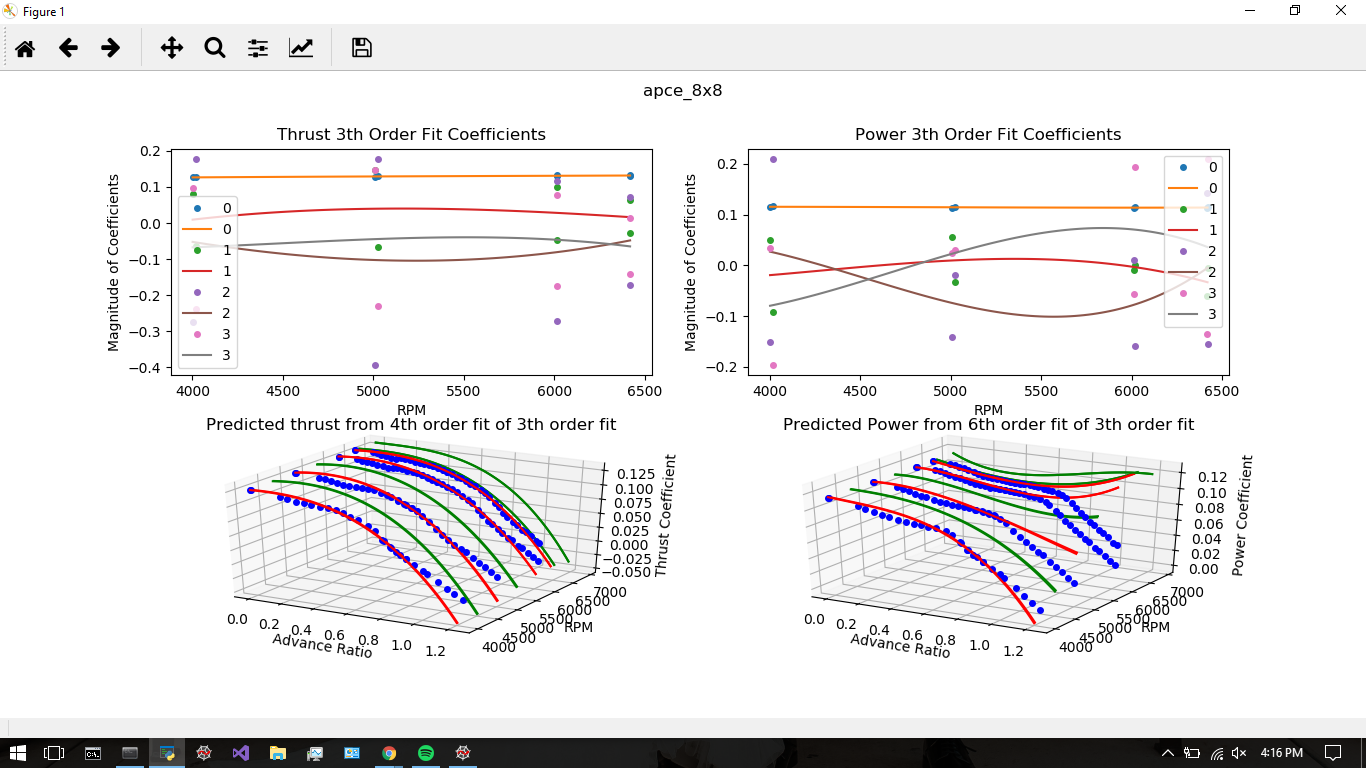 Figure 1
apce_8x8
Thrust 3th Order Fit Coefficients
Magnitude of Coefficients
0.2
0.1
0.0
−0.1
−0.2
−0.3
−0.4
0
0
1
1
2
2
3
3
4000 4500 5000 5500 6000 6500
RPM
Power 3th Order Fit Coefficients
Magnitude of Coefficients
0.2
0.1
0.0
−0.1
−0.2
0
0
1
1
2
2
3
3
4000 4500 5000 5500 6000 6500
RPM
Predicted thrust from 4th order fit of 3th order fit
0.125
0.100
0.075
0.050
0.025
0.000
−0.025
−0.050
Thrust Coefficient
7000
6500
6000
5500
5000
4500
4000
RPM
0.0 0.2 0.4 0.6 0.8 1.0 1.2
Advance Ratio
Predicted Power from 6th order fit of 3th order fit
0.12
0.10
0.08
0.06
0.04
0.02
0.00
Power Coefficient
7000
6500
6000
5500
5000
4500
4000
RPM
0.0 0.2 0.4 0.6 0.8 1.0 1.2
Advance Ratio
4:16 PM